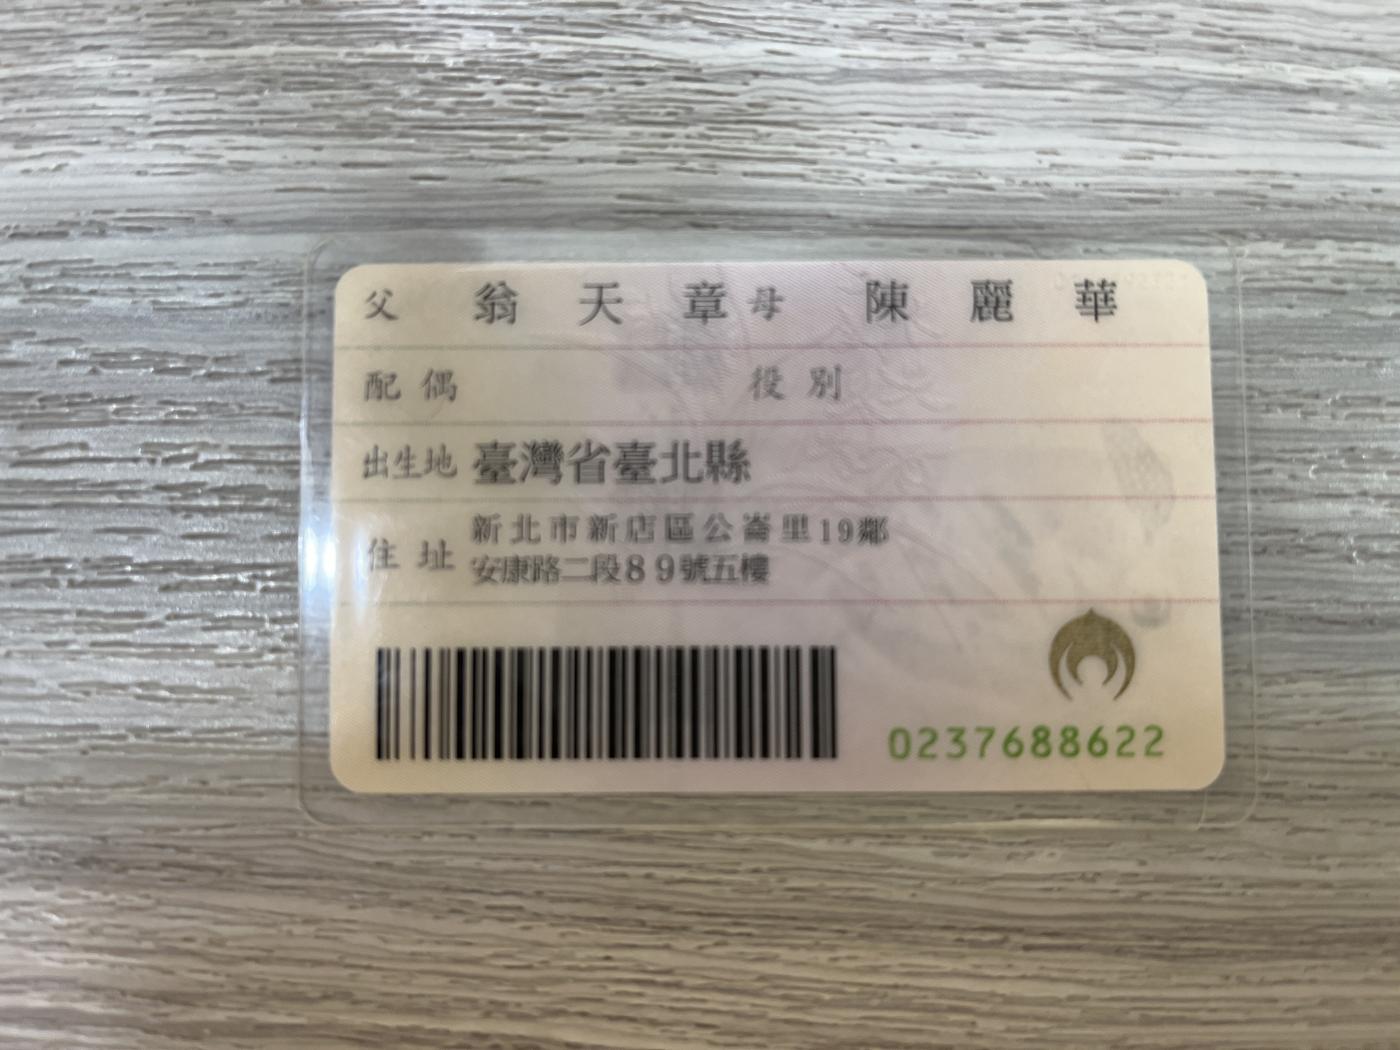 父 翁天章 母 陳麗華
配偶 役別
出生地 臺灣省臺北縣
住址 新北市新店區公崙里19鄰
安康路二段89號五樓
0237688622